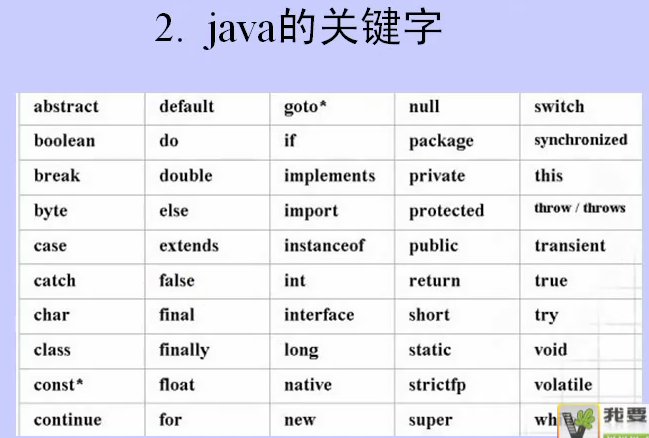 2. java的关键字
abstract default goto* null switch
boolean do if package synchronized
break double implements private this
byte else import protected throw / throws
case extends instanceof public transient
catch false int return true
char final interface short try
class finally long static void
const* float native strictfp volatile
continue for new super
我要